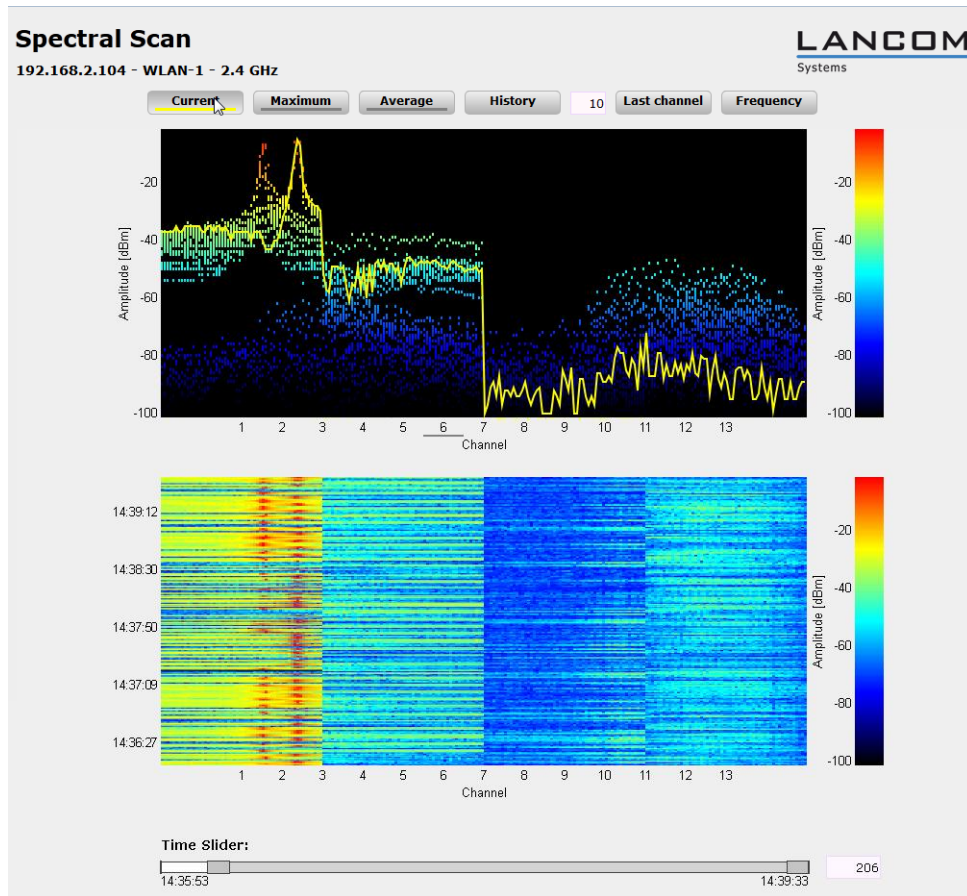 Spectral Scan
LANCOM
Systems
192.168.2.104 - WLAN-1 - 2.4 GHz
Current Maximum Average History 10 Last channel Frequency
Amplitude [dBm]
-20
-40
-60
-80
-100
1 2 3 4 5 6 7 8 9 10 11 12 13
Channel
-20
-40
-60
-80
-100
Amplitude [dBm]
14:39:12
14:38:30
14:37:50
14:37:09
14:36:27
1 2 3 4 5 6 7 8 9 10 11 12 13
Channel
-20
-40
-60
-80
-100
Amplitude [dBm]
Time Slider:
206
14:35:53 14:39:33